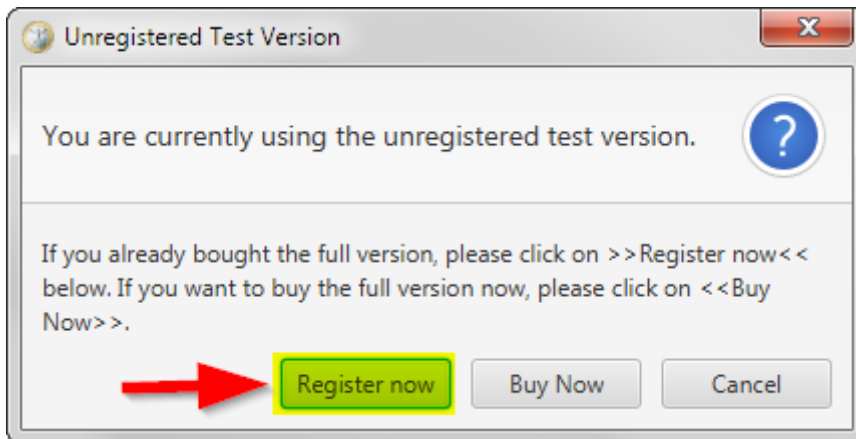 Unregistered Test Version
You are currently using the unregistered test version.
?
If you already bought the full version, please click on >>Register now<<
below. If you want to buy the full version now, please click on <<Buy
Now>>.
Register now
Buy Now
Cancel